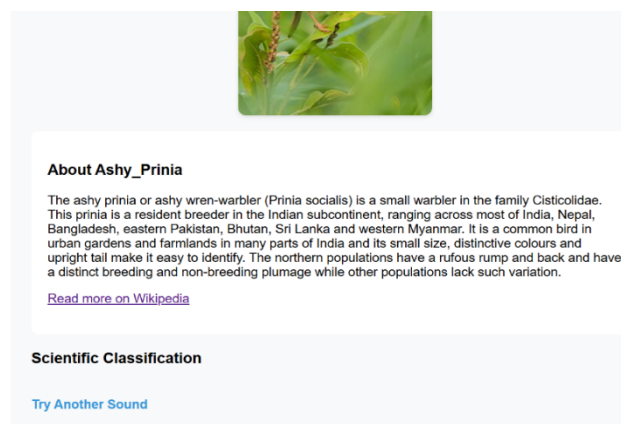 About Ashy_Prinia
The ashy prinia or ashy wren-warbler (Prinia socialis) is a small warbler in the family Cisticolidae.
This prinia is a resident breeder in the Indian subcontinent, ranging across most of India, Nepal,
Bangladesh, eastern Pakistan, Bhutan, Sri Lanka and western Myanmar. It is a common bird in
urban gardens and farmlands in many parts of India and its small size, distinctive colours and
upright tail make it easy to identify. The northern populations have a rufous rump and back and have
a distinct breeding and non-breeding plumage while other populations lack such variation.
Read more on Wikipedia
Scientific Classification
Try Another Sound